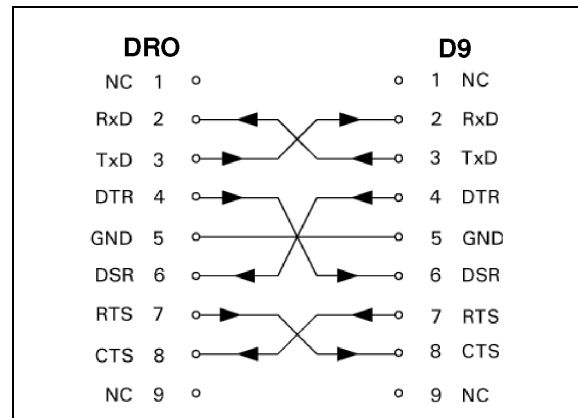 DRO D9
NC 1 1 NC
RxD 2 2 RxD
TxD 3 3 TxD
DTR 4 4 DTR
GND 5 5 GND
DSR 6 6 DSR
RTS 7 7 RTS
CTS 8 8 CTS
NC 9 9 NC